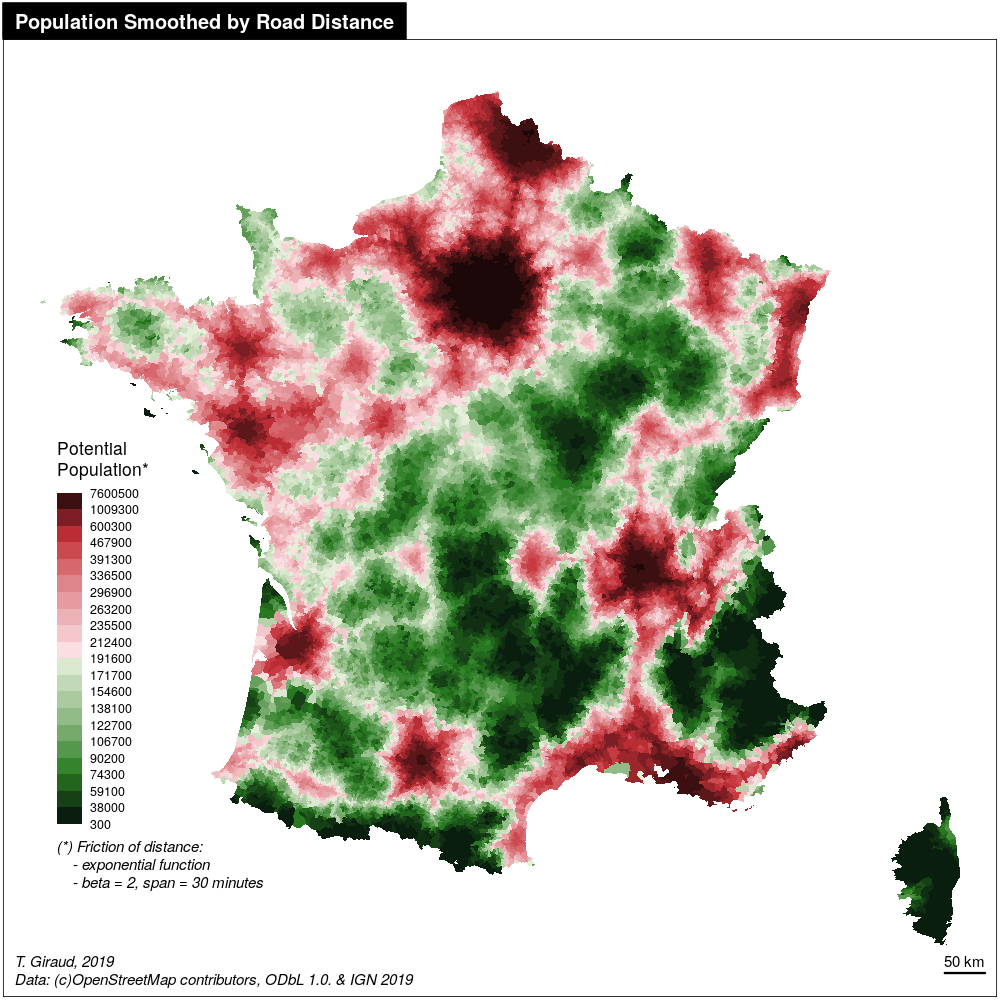 Population Smoothed by Road Distance
Potential
Population*
7600500
1009300
600300
467900
391300
336500
296900
263200
235500
212400
191600
171700
154600
138100
122700
106700
90200
74300
59100
38000
300
(*) Friction of distance:
- exponential function
- beta = 2, span = 30 minutes
T. Giraud, 2019
Data: (c)OpenStreetMap contributors, ODbL 1.0. & IGN 2019
50 km